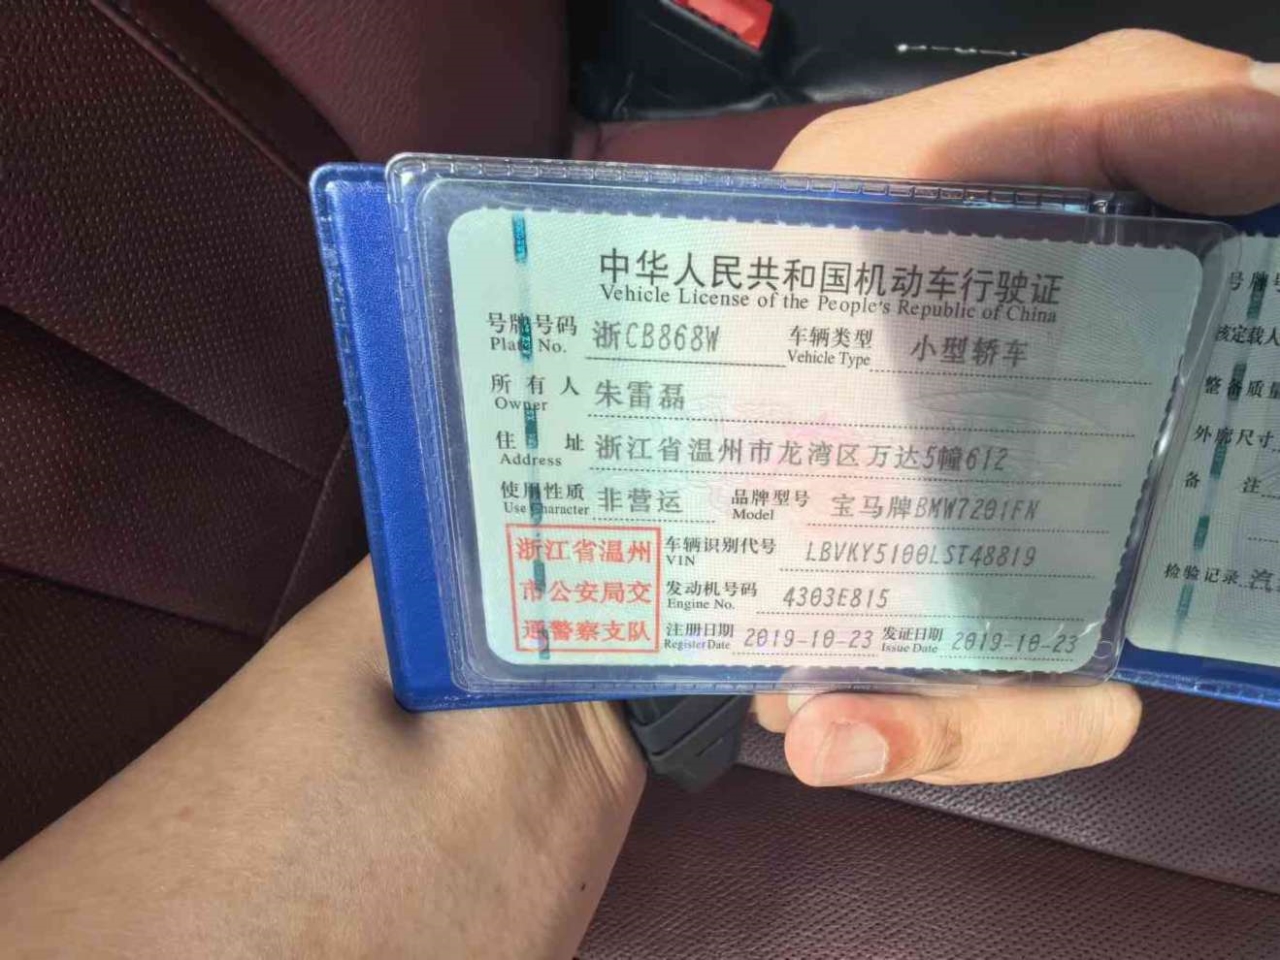 中华人民共和国机动车行驶证
Vehicle License of the People's Republic of China
号牌号码 浙CB868W 车辆类型 小型轿车
Plate No. Vehicle Type
所有人 朱雷磊
Owner
住址 浙江省温州市龙湾区万达5幢612
Address
使用性质 非营运 品牌型号 宝马牌BMW7201FN
Use Character Model
浙江省温州
市公安局交
通警察支队
车辆识别代号 LBVKY5100LST48819
VIN
发动机号码 4303E815
Engine No.
注册日期 2019-10-23 发证日期 2019-10-23
Register Date Issue Date
号牌号
核定载人
整备质量
外廓尺寸
备注
检验记录 汽